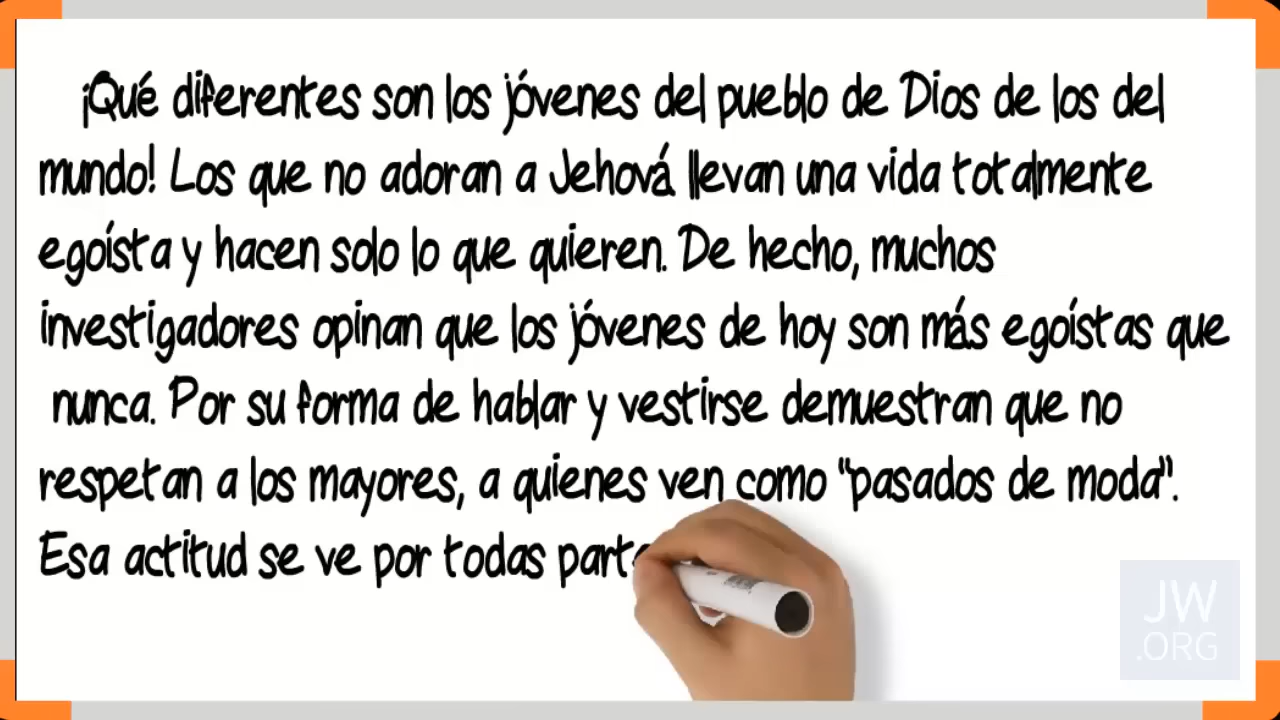 ¡Qué diferentes son los jóvenes del pueblo de Dios de los del
mundo! Los que no adoran a Jehová llevan una vida totalmente
egoísta y hacen solo lo que quieren. De hecho, muchos
investigadores opinan que los jóvenes de hoy son más egoístas que
nunca. Por su forma de hablar y vestirse demuestran que no
respetan a los mayores, a quienes ven como "pasados de moda".
Esa actitud se ve por todas parte
JW
.ORG